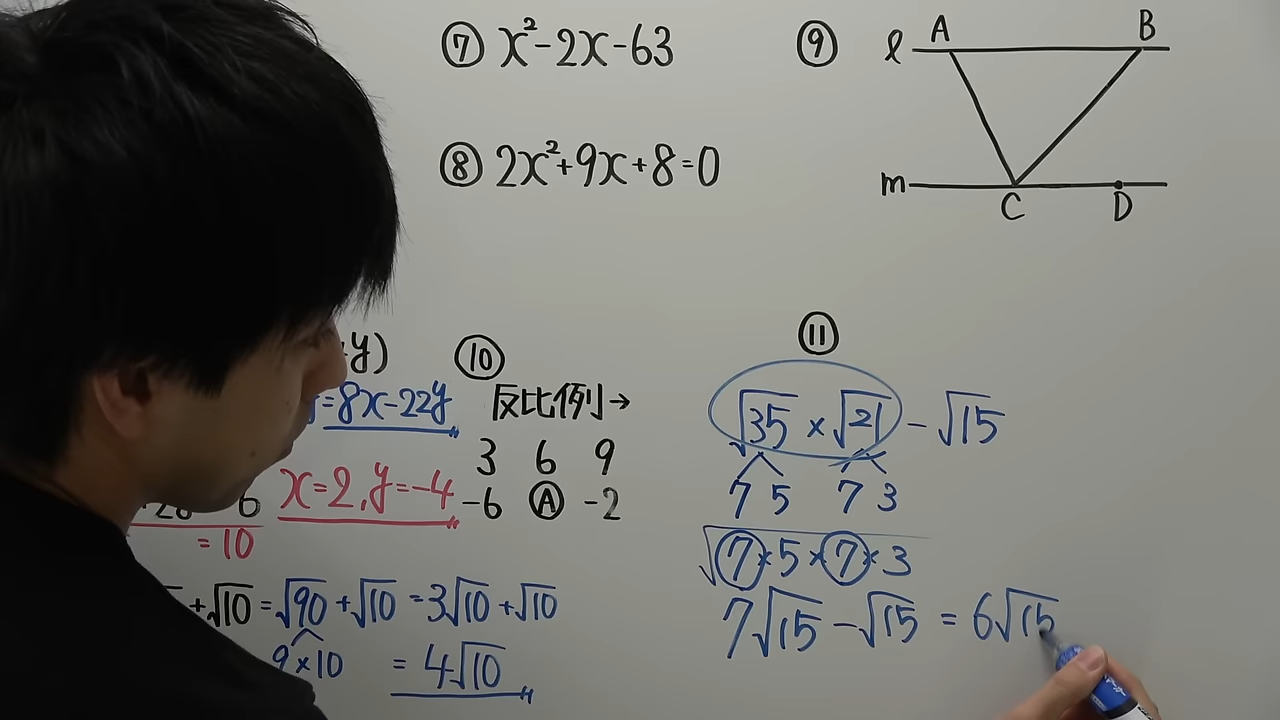 ⑦ x²-2x-63
⑧ 2x²+9x+8=0
⑨
ℓ A B
m C D
y)
=8x-22y
x=2, y=-4
6
=10
+√10 =√90 +√10 =3√10 +√10
9×10 =4√10
⑩
反比例→
3 6 9
-6 Ⓐ -2
⑪
√35 ×√21 -√15
7 5 7 3
√7×5×7×3
7√15 -√15 = 6√15